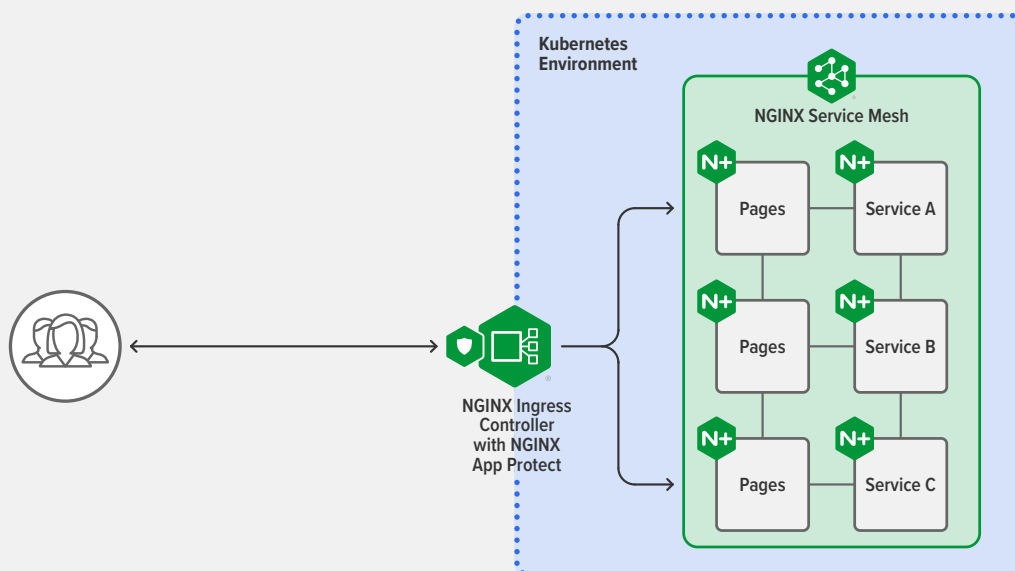 Kubernetes
Environment
NGINX Service Mesh
N+
N+
Pages
Service A
N+
N+
Pages
Service B
NGINX Ingress
Controller
with NGINX
App Protect
N+
N+
Pages
Service C